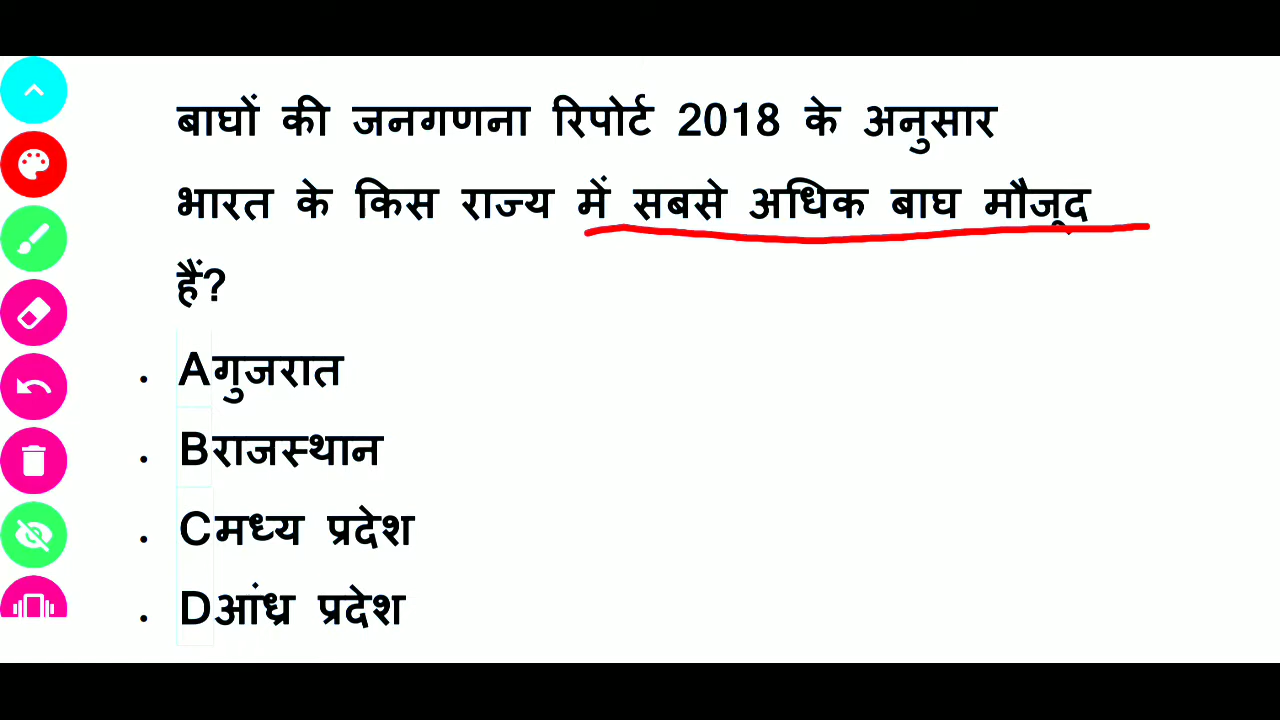 बाघों की जनगणना रिपोर्ट 2018 के अनुसार
भारत के किस राज्य में सबसे अधिक बाघ मौजूद
हैं?
. Aगुजरात
. Bराजस्थान
. Cमध्य प्रदेश
. Dआंध्र प्रदेश